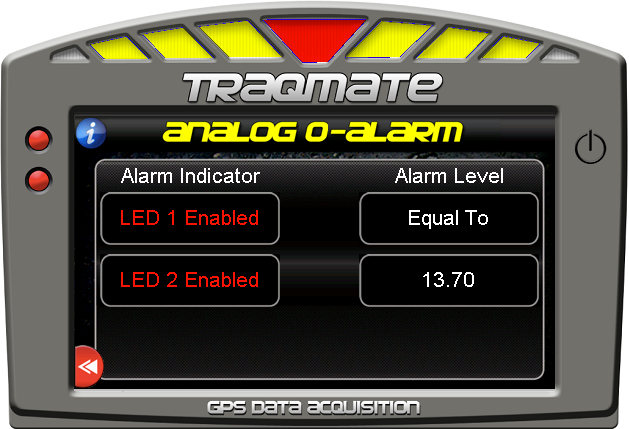 TRAQMATE
ANALOG 0-ALARM
Alarm Indicator Alarm Level
LED 1 Enabled Equal To
LED 2 Enabled 13.70
GPS DATA ACQUISITION